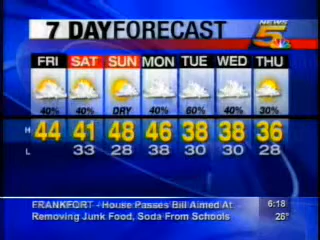 7 DAY FORECAST
NEWS
5
FRI SAT SUN MON TUE WED THU
40% 40% DRY 40% 60% 40% 30%
H 44 41 48 46 38 38 36
L 33 28 38 30 30 28
FRANKFORT - House Passes Bill Aimed At
Removing Junk Food, Soda From Schools
6:18
26°